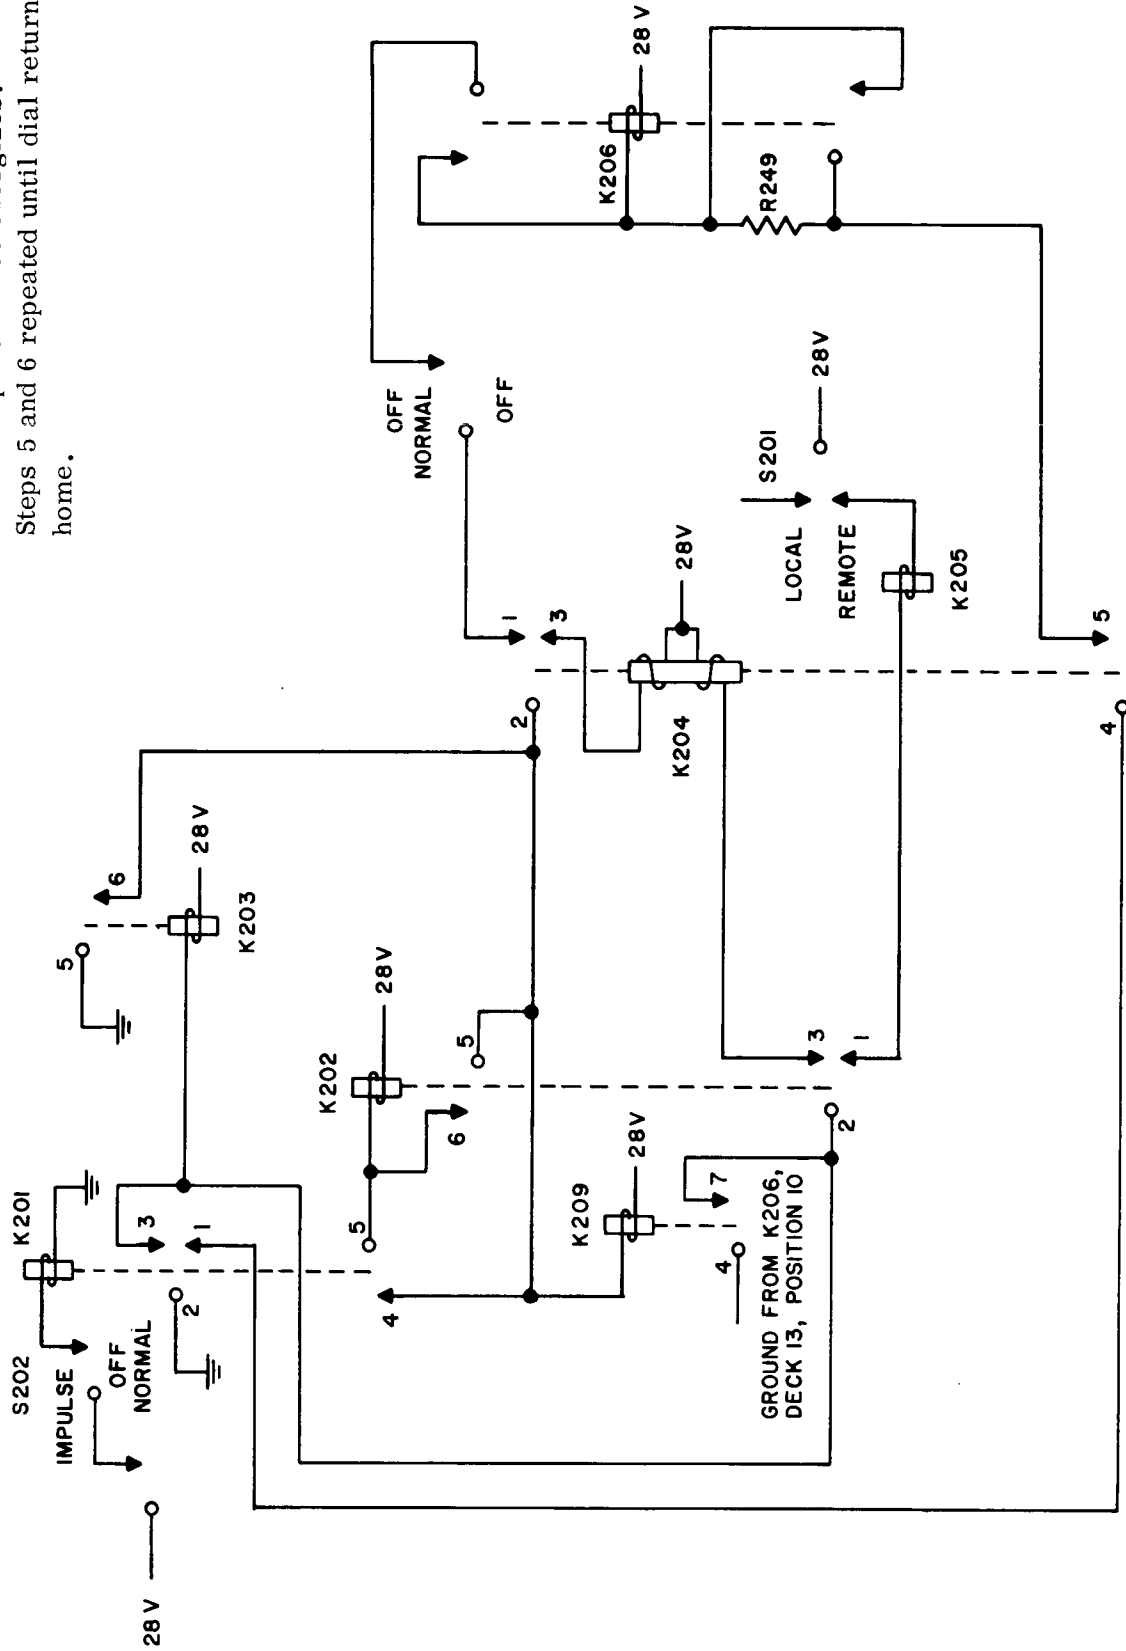 Steps 5 and 6 repeated until dial return
home.
28 V
S202
IMPULSE
OFF
NORMAL
K201
3
1
2
5
4
5
6
K203
28V
K202
28V
5
6
K209
28V
7
4
GROUND FROM K206,
DECK 13, POSITION 10
2
3
1
2
1
3
K204
28V
OFF
NORMAL
OFF
S201
LOCAL
REMOTE
28V
K205
4
5
K206
28 V
R249